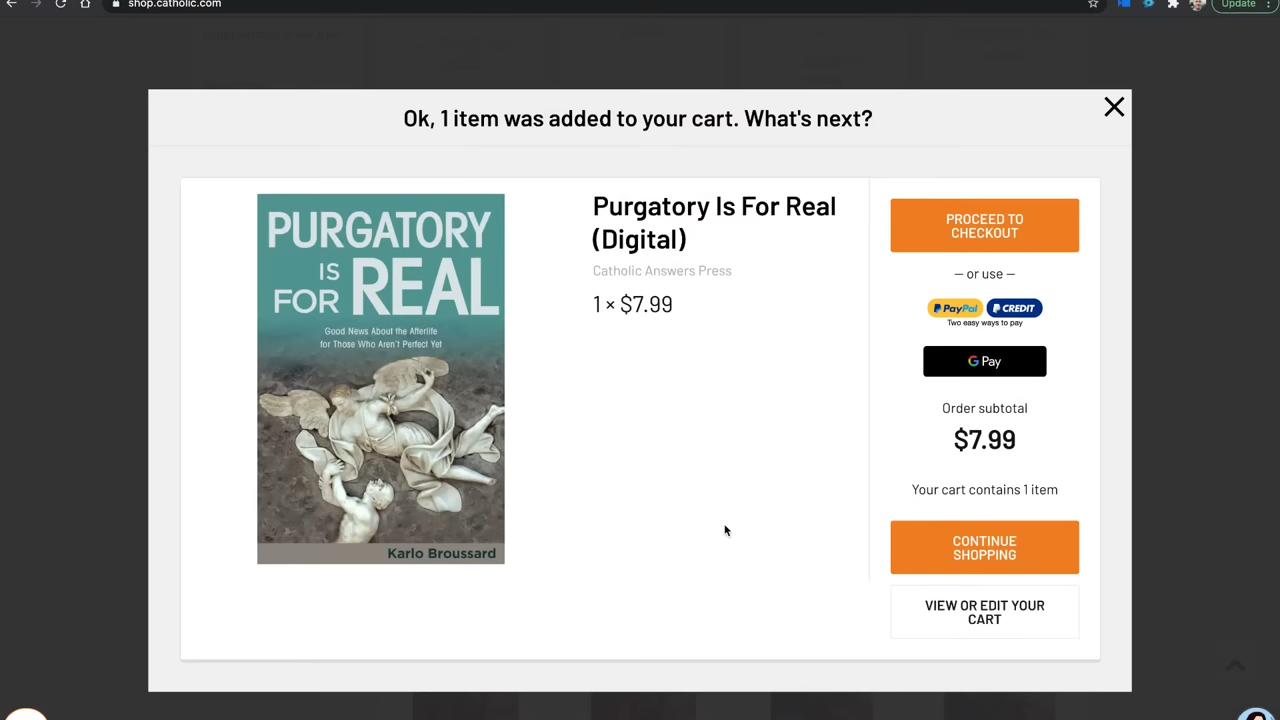 shop.catholic.com
Update
Ok, 1 item was added to your cart. What's next?
PURGATORY
IS
FOR REAL
Good News About the Afterlife
for Those Who Aren't Perfect Yet
Karlo Broussard
Purgatory Is For Real
(Digital)
Catholic Answers Press
1 × $7.99
PROCEED TO
CHECKOUT
— or use —
PayPal CREDIT
Two easy ways to pay
G Pay
Order subtotal
$7.99
Your cart contains 1 item
CONTINUE
SHOPPING
VIEW OR EDIT YOUR
CART